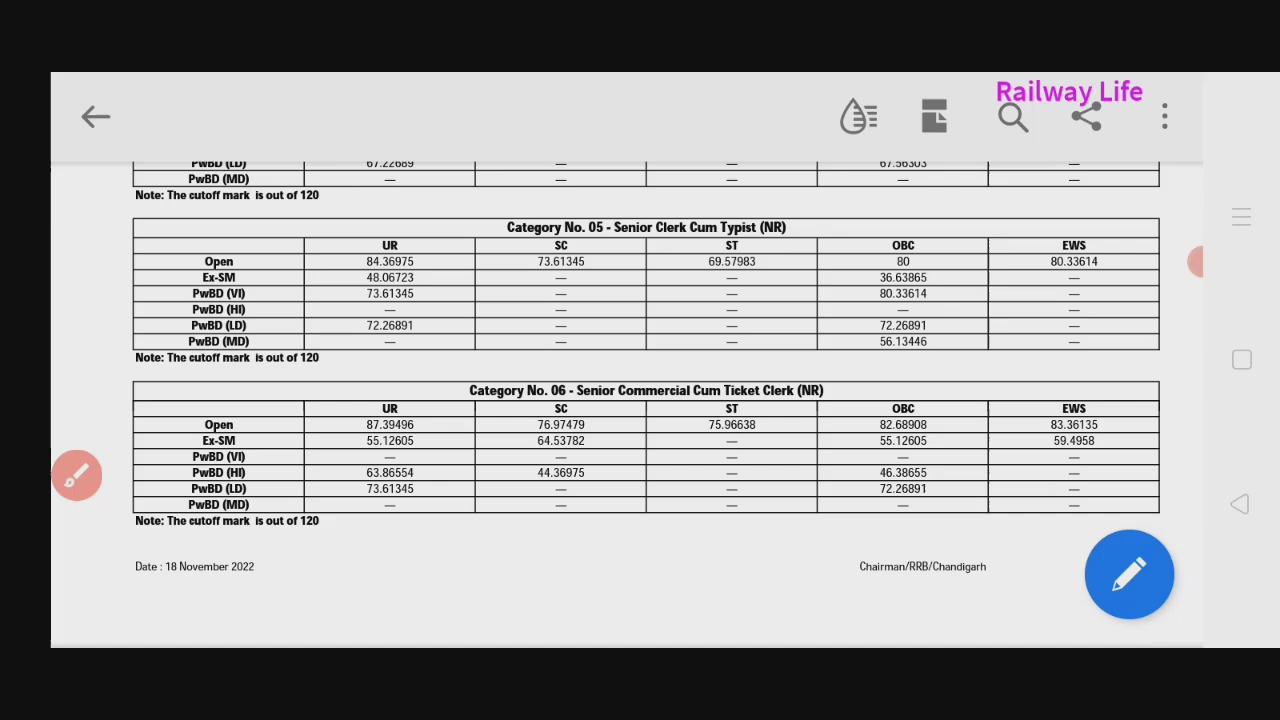 Railway Life
PwBD (LD) 67.22689 — — 67.56303 —
PwBD (MD) — — — — —
Note: The cutoff mark is out of 120
Category No. 05 - Senior Clerk Cum Typist (NR)
UR SC ST OBC EWS
Open 84.36975 73.61345 69.57983 80 80.33614
Ex-SM 48.06723 — — 36.63865 —
PwBD (VI) 73.61345 — — 80.33614 —
PwBD (HI) — — — — —
PwBD (LD) 72.26891 — — 72.26891 —
PwBD (MD) — — — 56.13446 —
Note: The cutoff mark is out of 120
Category No. 06 - Senior Commercial Cum Ticket Clerk (NR)
UR SC ST OBC EWS
Open 87.39496 76.97479 75.96638 82.68908 83.36135
Ex-SM 55.12605 64.53782 — 55.12605 59.4958
PwBD (VI) — — — — —
PwBD (HI) 63.86554 44.36975 — 46.38655 —
PwBD (LD) 73.61345 — — 72.26891 —
PwBD (MD) — — — — —
Note: The cutoff mark is out of 120
Date : 18 November 2022 Chairman/RRB/Chandigarh